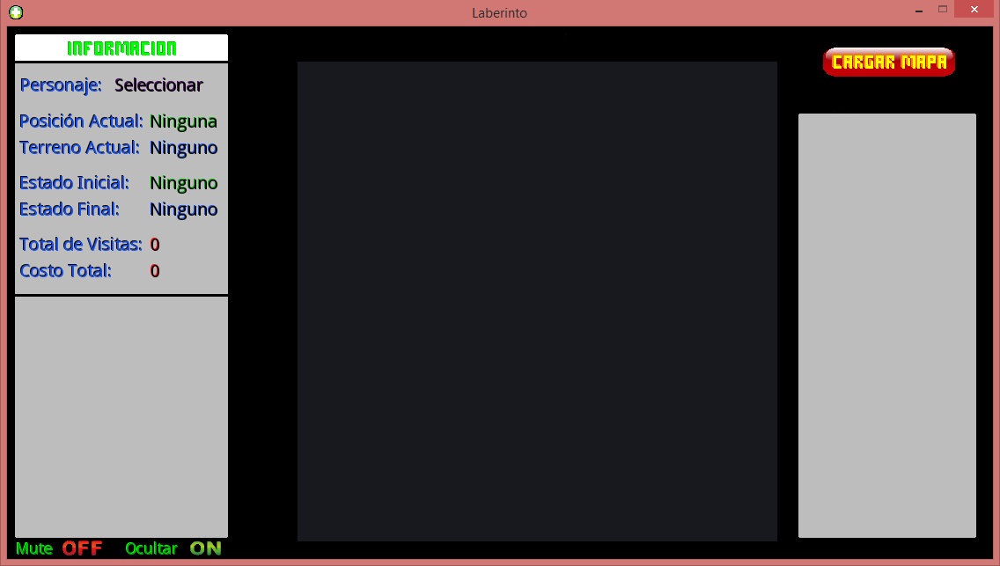 Laberinto
INFORMACION
Personaje: Seleccionar
Posición Actual: Ninguna
Terreno Actual: Ninguno
Estado Inicial: Ninguno
Estado Final: Ninguno
Total de Visitas: 0
Costo Total: 0
Mute OFF Ocultar ON
CARGAR MAPA